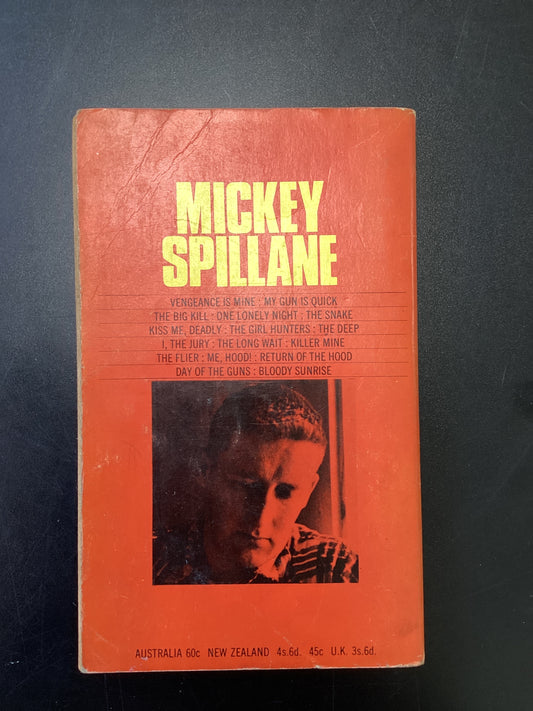 MICKEY
SPILLANE
VENGEANCE IS MINE : MY GUN IS QUICK
THE BIG KILL : ONE LONELY NIGHT : THE SNAKE
KISS ME, DEADLY : THE GIRL HUNTERS : THE DEEP
I, THE JURY : THE LONG WAIT : KILLER MINE
THE FLIER : ME, HOOD! : RETURN OF THE HOOD
DAY OF THE GUNS : BLOODY SUNRISE
AUSTRALIA 60c NEW ZEALAND 4s.6d. 45c U.K. 3s.6d.